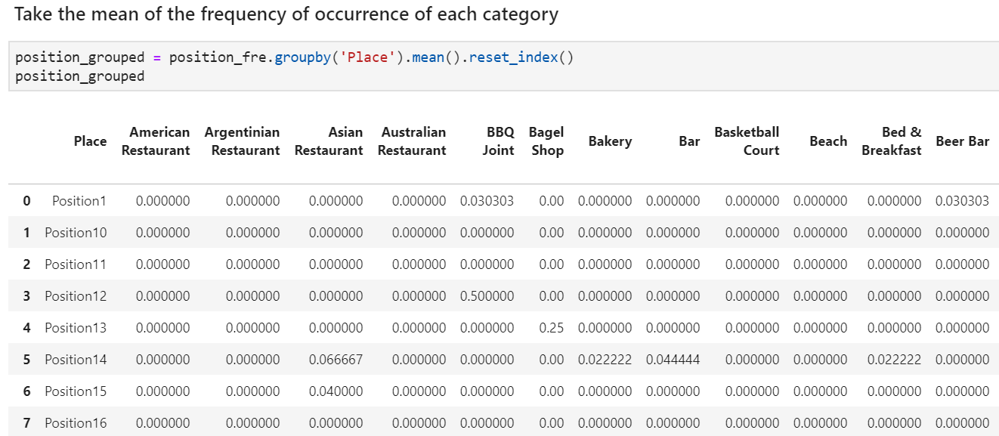 Take the mean of the frequency of occurrence of each category
position_grouped = position_fre.groupby('Place').mean().reset_index()
position_grouped
Place American Restaurant Argentinian Restaurant Asian Restaurant Australian Restaurant BBQ Joint Bagel Shop Bakery Bar Basketball Court Beach Bed & Breakfast Beer Bar
0 Position1 0.000000 0.000000 0.000000 0.000000 0.030303 0.00 0.000000 0.000000 0.000000 0.000000 0.000000 0.030303
1 Position10 0.000000 0.000000 0.000000 0.000000 0.000000 0.00 0.000000 0.000000 0.000000 0.000000 0.000000 0.000000
2 Position11 0.000000 0.000000 0.000000 0.000000 0.000000 0.00 0.000000 0.000000 0.000000 0.000000 0.000000 0.000000
3 Position12 0.000000 0.000000 0.000000 0.000000 0.500000 0.00 0.000000 0.000000 0.000000 0.000000 0.000000 0.000000
4 Position13 0.000000 0.000000 0.000000 0.000000 0.000000 0.25 0.000000 0.000000 0.000000 0.000000 0.000000 0.000000
5 Position14 0.000000 0.000000 0.066667 0.000000 0.000000 0.00 0.022222 0.044444 0.000000 0.000000 0.022222 0.000000
6 Position15 0.000000 0.000000 0.040000 0.000000 0.000000 0.00 0.000000 0.000000 0.000000 0.000000 0.000000 0.000000
7 Position16 0.000000 0.000000 0.000000 0.000000 0.000000 0.00 0.000000 0.000000 0.000000 0.000000 0.000000 0.000000